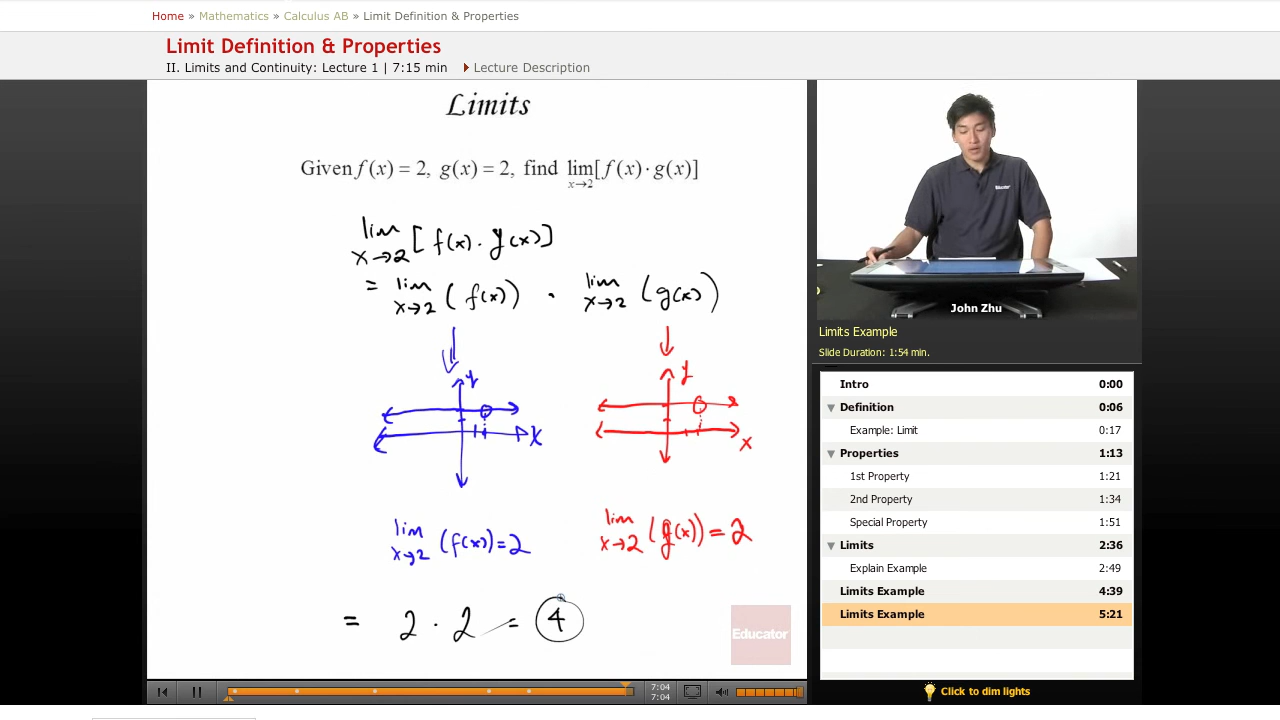 Home » Mathematics » Calculus AB » Limit Definition & Properties
Limit Definition & Properties
II. Limits and Continuity: Lecture 1 | 7:15 min Lecture Description
Limits
Given f(x) = 2, g(x) = 2, find lim[f(x)·g(x)]
x→2
lim [f(x) · g(x)]
x→2
= lim (f(x)) · lim (g(x))
x→2 x→2
y y
x x
lim (f(x)) = 2 lim (g(x)) = 2
x→2 x→2
= 2 · 2 = 4
Educator
Educator
John Zhu
Limits Example
Slide Duration: 1:54 min.
Intro 0:00
Definition 0:06
Example: Limit 0:17
Properties 1:13
1st Property 1:21
2nd Property 1:34
Special Property 1:51
Limits 2:36
Explain Example 2:49
Limits Example 4:39
Limits Example 5:21
7:04
7:04
Click to dim lights